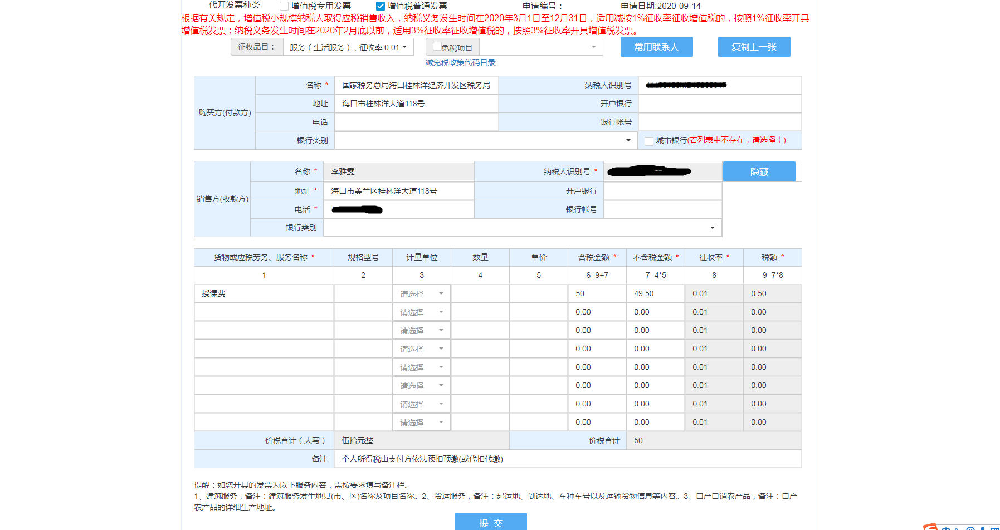 代开发票种类 增值税专用发票 增值税普通发票 申请编号： 申请日期:2020-09-14
根据有关规定，增值税小规模纳税人取得应税销售收入，纳税义务发生时间在2020年3月1日至12月31日，适用减按1%征收率征收增值税的，按照1%征收率开具
增值税发票；纳税义务发生时间在2020年2月底以前，适用3%征收率征收增值税的，按照3%征收率开具增值税发票。
征收品目： 服务（生活服务）, 征收率:0.01 免税项目 常用联系人 复制上一张
减免税政策代码目录
购买方(付款方)
名称 * 国家税务总局海口桂林洋经济开发区税务局 纳税人识别号
地址 海口市桂林洋大道118号 开户银行
电话 银行帐号
银行类别 城市银行(若列表中不存在，请选择！)
销售方(收款方)
名称 * 李雅雯 纳税人识别号 * 隐藏
地址 * 海口市美兰区桂林洋大道118号 开户银行
电话 * 银行帐号
银行类别
货物或应税劳务、服务名称 * 规格型号 计量单位 数量 单价 含税金额 * 不含税金额 * 征收率 * 税额 *
1 2 3 4 5 6=9+7 7=4*5 8 9=7*8
授课费 请选择 50 49.50 0.01 0.50
请选择 0.00 0.00 0.01 0.00
请选择 0.00 0.00 0.01 0.00
请选择 0.00 0.00 0.01 0.00
请选择 0.00 0.00 0.01 0.00
请选择 0.00 0.00 0.01 0.00
请选择 0.00 0.00 0.01 0.00
请选择 0.00 0.00 0.01 0.00
价税合计（大写） 伍拾元整 价税合计 50
备注 个人所得税由支付方依法预扣预缴(或代扣代缴)
提醒：如您开具的发票为以下服务内容，需按要求填写备注栏。
1、建筑服务，备注：建筑服务发生地县(市、区)名称及项目名称。2、货运服务，备注：起运地、到达地、车种车号以及运输货物信息等内容。3、自产自销农产品，备注：自产
农产品的详细生产地址。
提 交